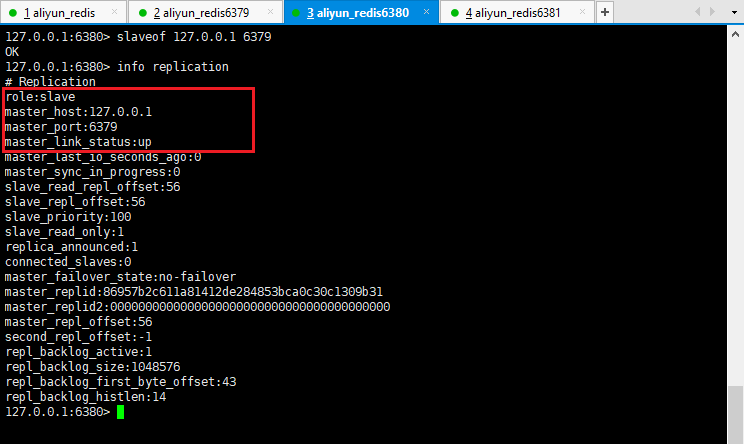 1 aliyun_redis × 2 aliyun_redis6379 × 3 aliyun_redis6380 × 4 aliyun_redis6381 × +
127.0.0.1:6380> slaveof 127.0.0.1 6379
OK
127.0.0.1:6380> info replication
# Replication
role:slave
master_host:127.0.0.1
master_port:6379
master_link_status:up
master_last_io_seconds_ago:0
master_sync_in_progress:0
slave_read_repl_offset:56
slave_repl_offset:56
slave_priority:100
slave_read_only:1
replica_announced:1
connected_slaves:0
master_failover_state:no-failover
master_replid:86957b2c611a81412de284853bca0c30c1309b31
master_replid2:0000000000000000000000000000000000000000
master_repl_offset:56
second_repl_offset:-1
repl_backlog_active:1
repl_backlog_size:1048576
repl_backlog_first_byte_offset:43
repl_backlog_histlen:14
127.0.0.1:6380>